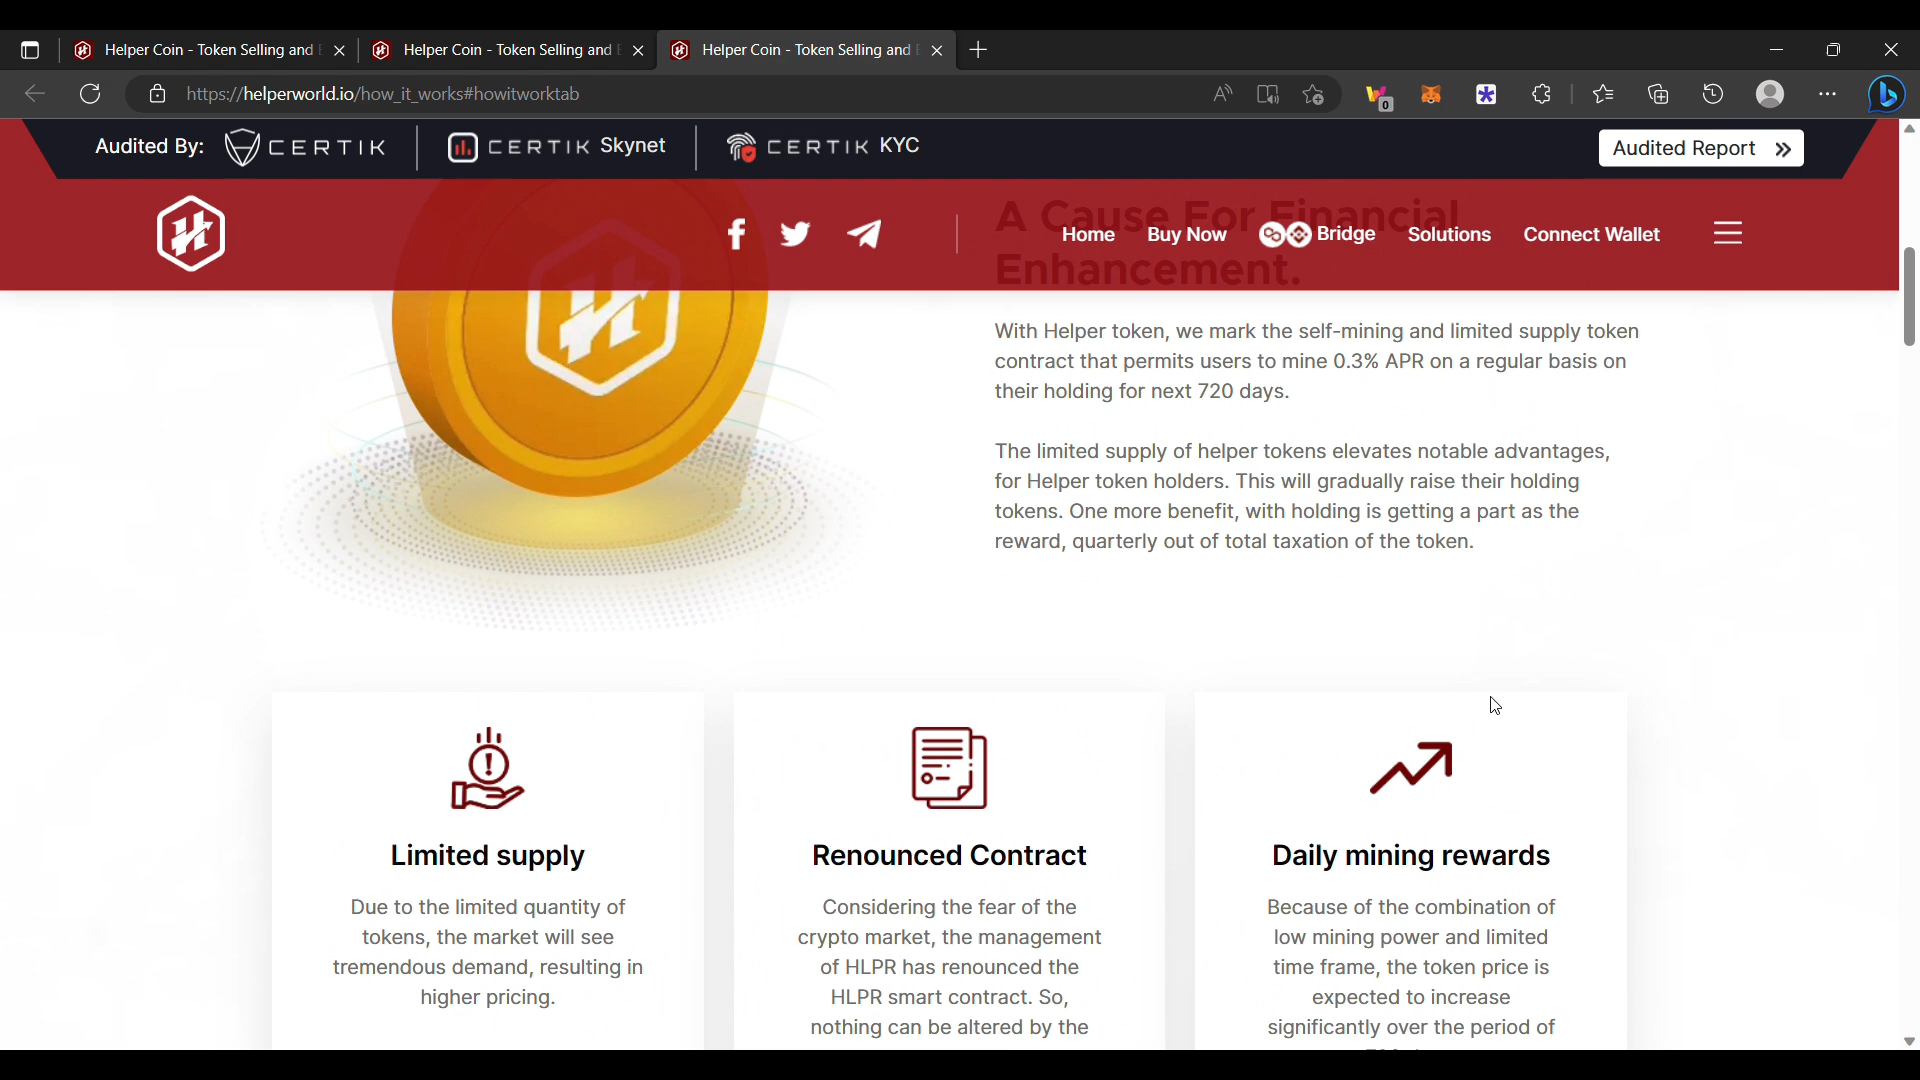 Helper Coin - Token Selling and
Helper Coin - Token Selling and
Helper Coin - Token Selling and
https://helperworld.io/how_it_works#howitworktab
0
Audited By: CERTIK
CERTIK Skynet
CERTIK KYC
Audited Report
Home
Buy Now
Bridge
Solutions
Connect Wallet
A Cause For Financial
Enhancement.
With Helper token, we mark the self-mining and limited supply token
contract that permits users to mine 0.3% APR on a regular basis on
their holding for next 720 days.
The limited supply of helper tokens elevates notable advantages,
for Helper token holders. This will gradually raise their holding
tokens. One more benefit, with holding is getting a part as the
reward, quarterly out of total taxation of the token.
Limited supply
Due to the limited quantity of
tokens, the market will see
tremendous demand, resulting in
higher pricing.
Renounced Contract
Considering the fear of the
crypto market, the management
of HLPR has renounced the
HLPR smart contract. So,
nothing can be altered by the
Daily mining rewards
Because of the combination of
low mining power and limited
time frame, the token price is
expected to increase
significantly over the period of